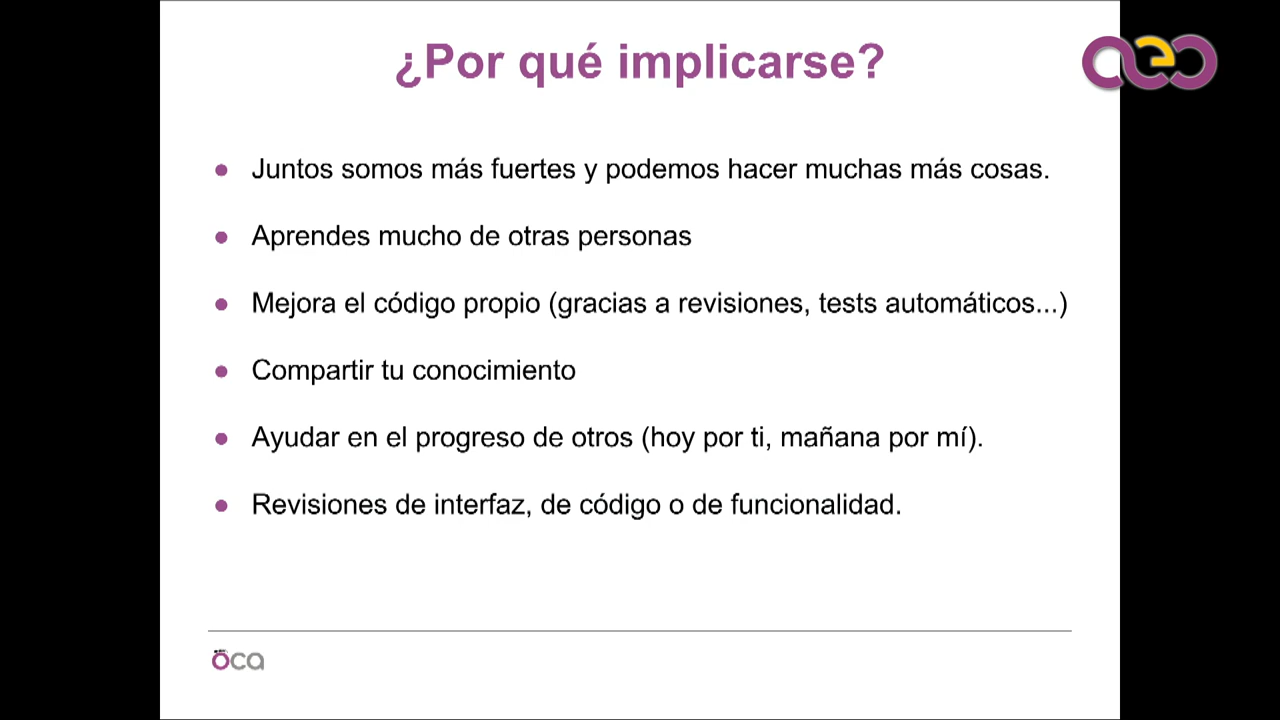 ¿Por qué implicarse?
Juntos somos más fuertes y podemos hacer muchas más cosas.
Aprendes mucho de otras personas
Mejora el código propio (gracias a revisiones, tests automáticos...)
Compartir tu conocimiento
Ayudar en el progreso de otros (hoy por ti, mañana por mí).
Revisiones de interfaz, de código o de funcionalidad.
oca